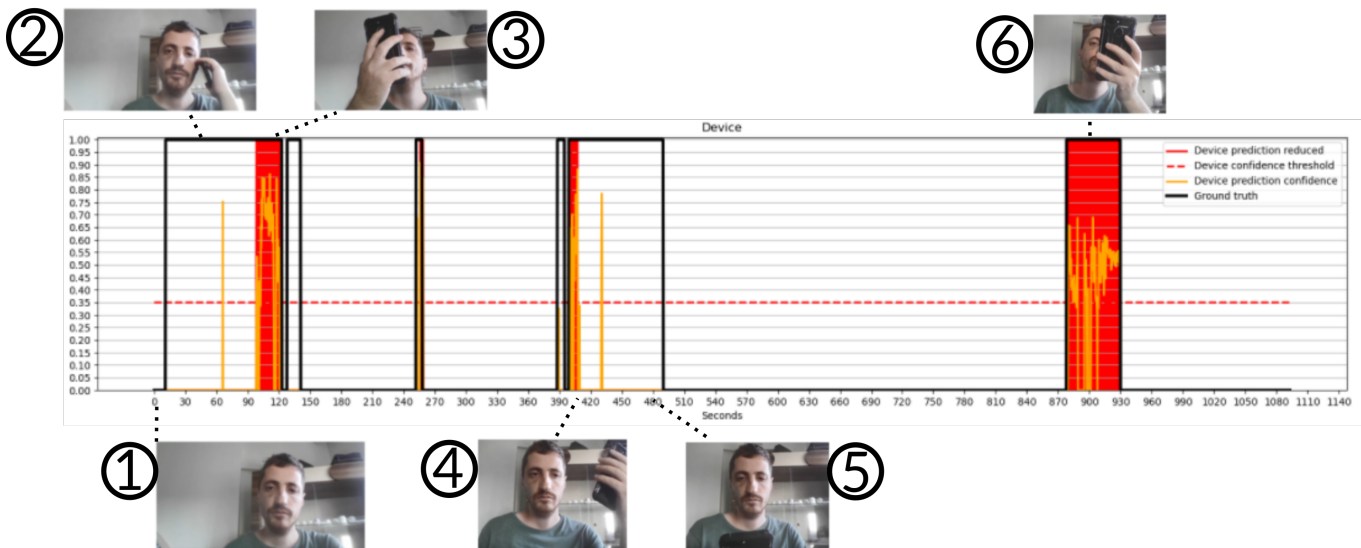 ② ③ ⑥
Device
1.00
0.95
0.90
0.85
0.80
0.75
0.70
0.65
0.60
0.55
0.50
0.45
0.40
0.35
0.30
0.25
0.20
0.15
0.10
0.05
0.00
Device prediction reduced
Device confidence threshold
Device prediction confidence
Ground truth
0 30 60 90 120 150 180 210 240 270 300 330 360 390 420 450 480 510 540 570 600 630 660 690 720 750 780 810 840 870 900 930 960 990 1020 1050 1080 1110 1140
Seconds
① ④ ⑤